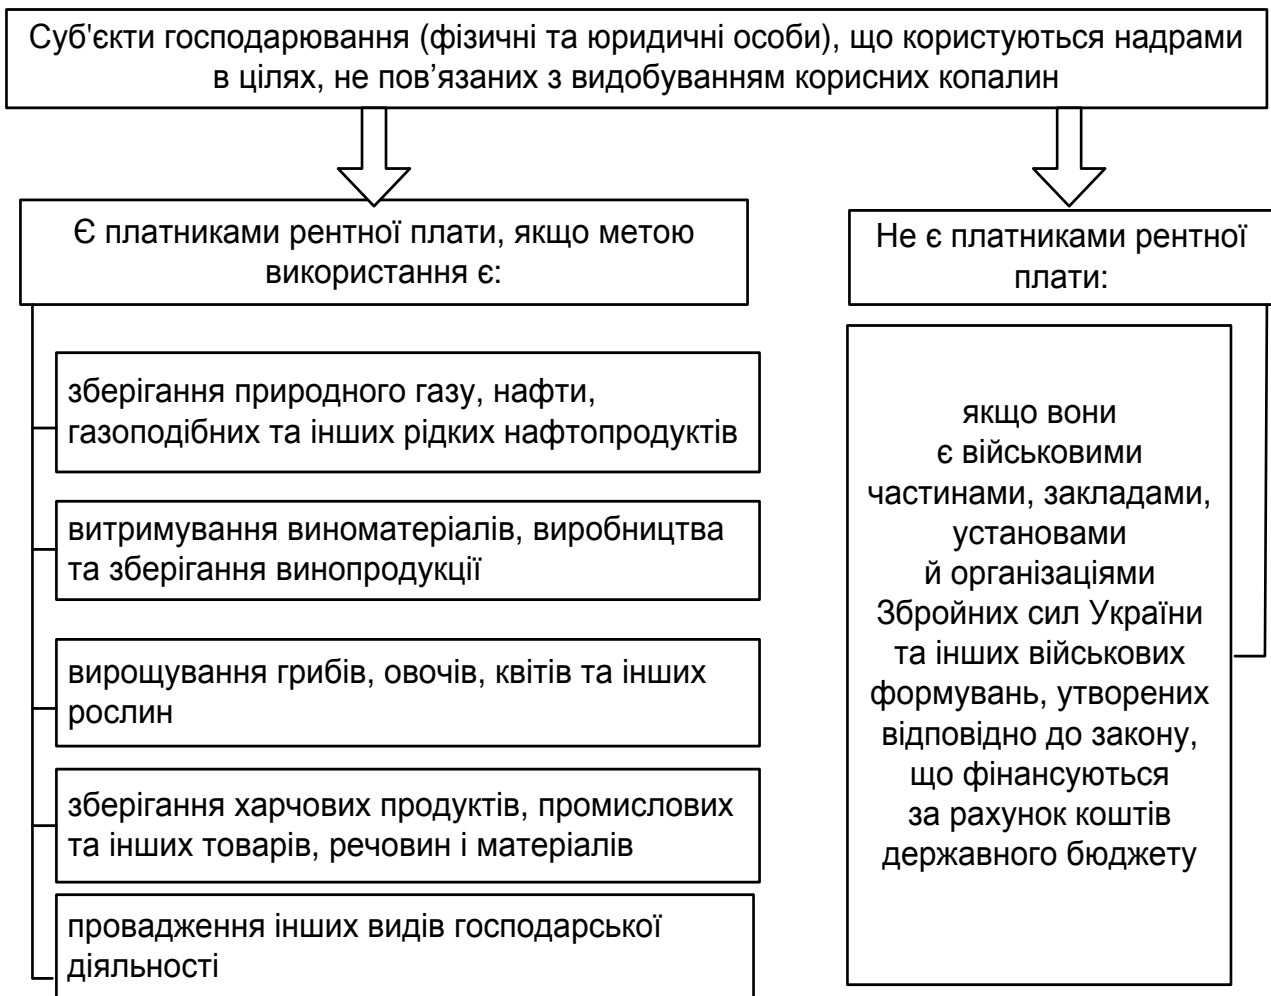 Суб'єкти господарювання (фізичні та юридичні особи), що користуються надрами
в цілях, не пов’язаних з видобуванням корисних копалин
Є платниками рентної плати, якщо метою
використання є:
зберігання природного газу, нафти,
газоподібних та інших рідких нафтопродуктів
витримування виноматеріалів, виробництва
та зберігання винопродукції
вирощування грибів, овочів, квітів та інших
рослин
зберігання харчових продуктів, промислових
та інших товарів, речовин і матеріалів
провадження інших видів господарської
діяльності
Не є платниками рентної
плати:
якщо вони
є військовими
частинами, закладами,
установами
й організаціями
Збройних сил України
та інших військових
формувань, утворених
відповідно до закону,
що фінансуються
за рахунок коштів
державного бюджету